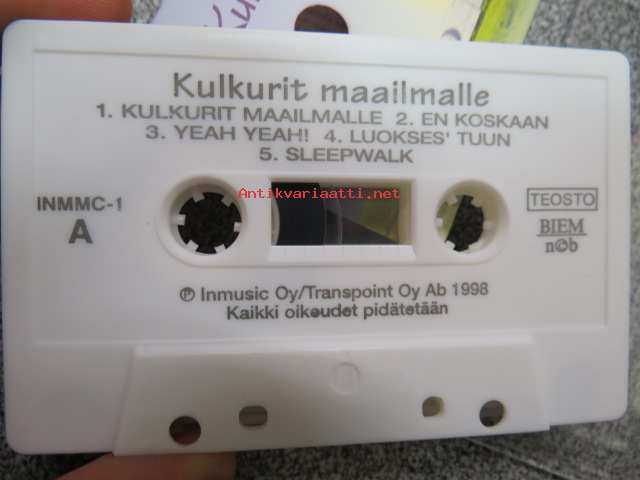 Kulkurit maailmalle
1. KULKURIT MAAILMALLE 2. EN KOSKAAN
3. YEAH YEAH! 4. LUOKSES' TUUN
5. SLEEPWALK
Antikvariaatti.net
INMMC-1
A
TEOSTO
BIEM
n©b
℗ Inmusic Oy/Transpoint Oy Ab 1998
Kaikki oikeudet pidätetään